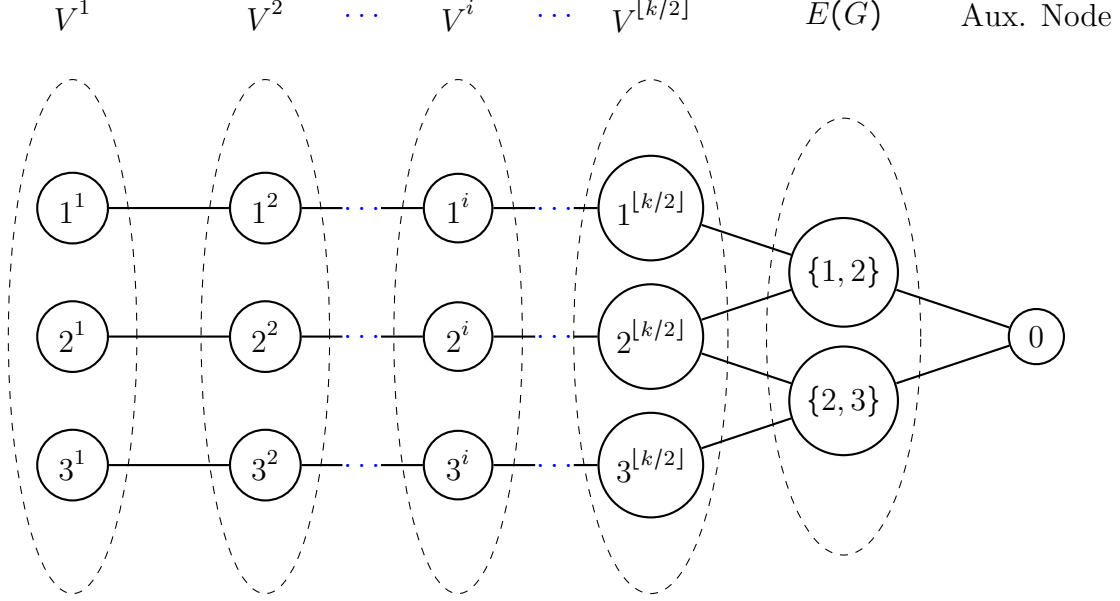 V^1 V^2 ··· V^i ··· V^{⌊k/2⌋} E(G) Aux. Node
1^1 1^2 ··· 1^i ··· 1^{⌊k/2⌋}
{1, 2}
2^1 2^2 ··· 2^i ··· 2^{⌊k/2⌋} 0
{2, 3}
3^1 3^2 ··· 3^i ··· 3^{⌊k/2⌋}